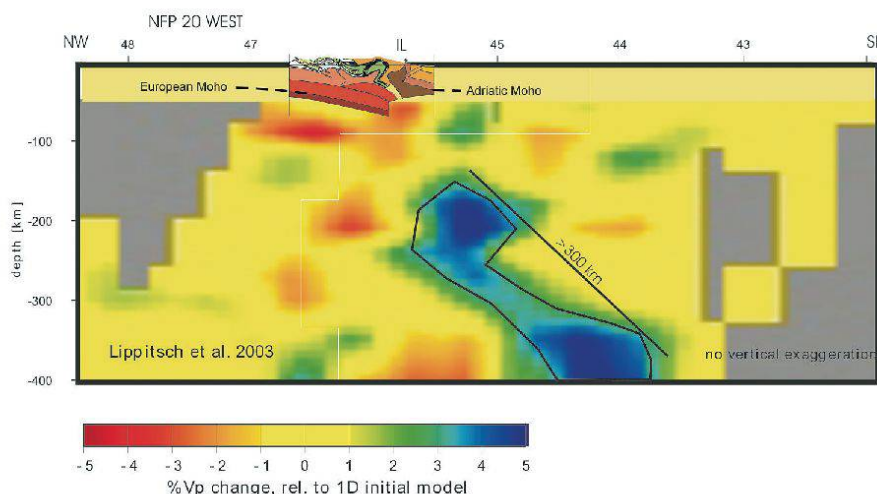 NFP 20 WEST
NW 48 47 IL 45 44 43 S
European Moho
Adriatic Moho
-100
-200
-300
-400
depth [km]
>300 km
Lippitsch et al. 2003
no vertical exaggeration
-5 -4 -3 -2 -1 0 1 2 3 4 5
%Vp change, rel. to 1D initial model